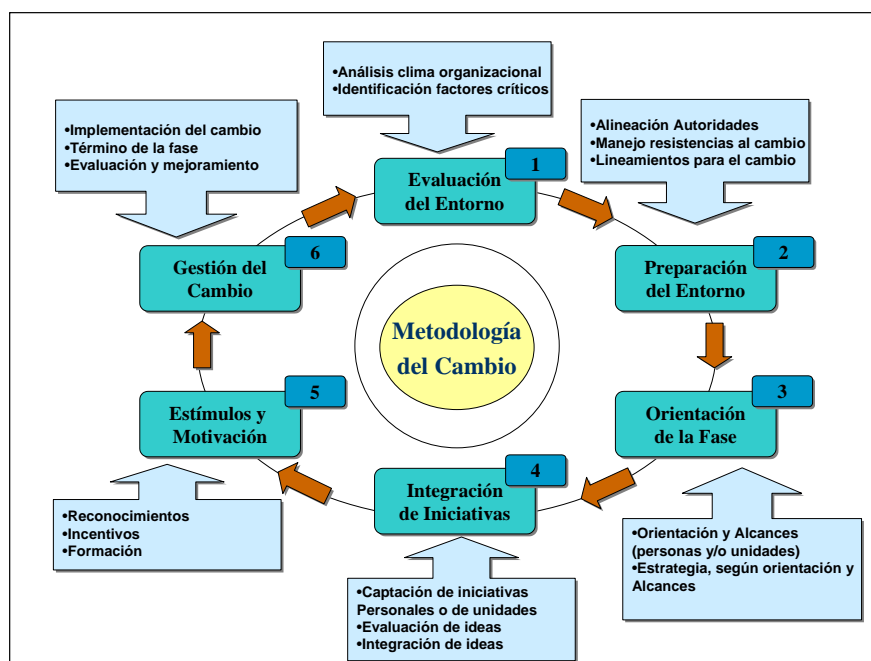 •Análisis clima organizacional
•Identificación factores críticos
1
Evaluación
del Entorno
•Alineación Autoridades
•Manejo resistencias al cambio
•Lineamientos para el cambio
2
Preparación
del Entorno
3
Orientación
de la Fase
•Orientación y Alcances
(personas y/o unidades)
•Estrategia, según orientación y
Alcances
4
Integración
de Iniciativas
•Captación de iniciativas
Personales o de unidades
•Evaluación de ideas
•Integración de ideas
5
Estímulos y
Motivación
•Reconocimientos
•Incentivos
•Formación
6
Gestión del
Cambio
•Implementación del cambio
•Término de la fase
•Evaluación y mejoramiento
Metodología
del Cambio